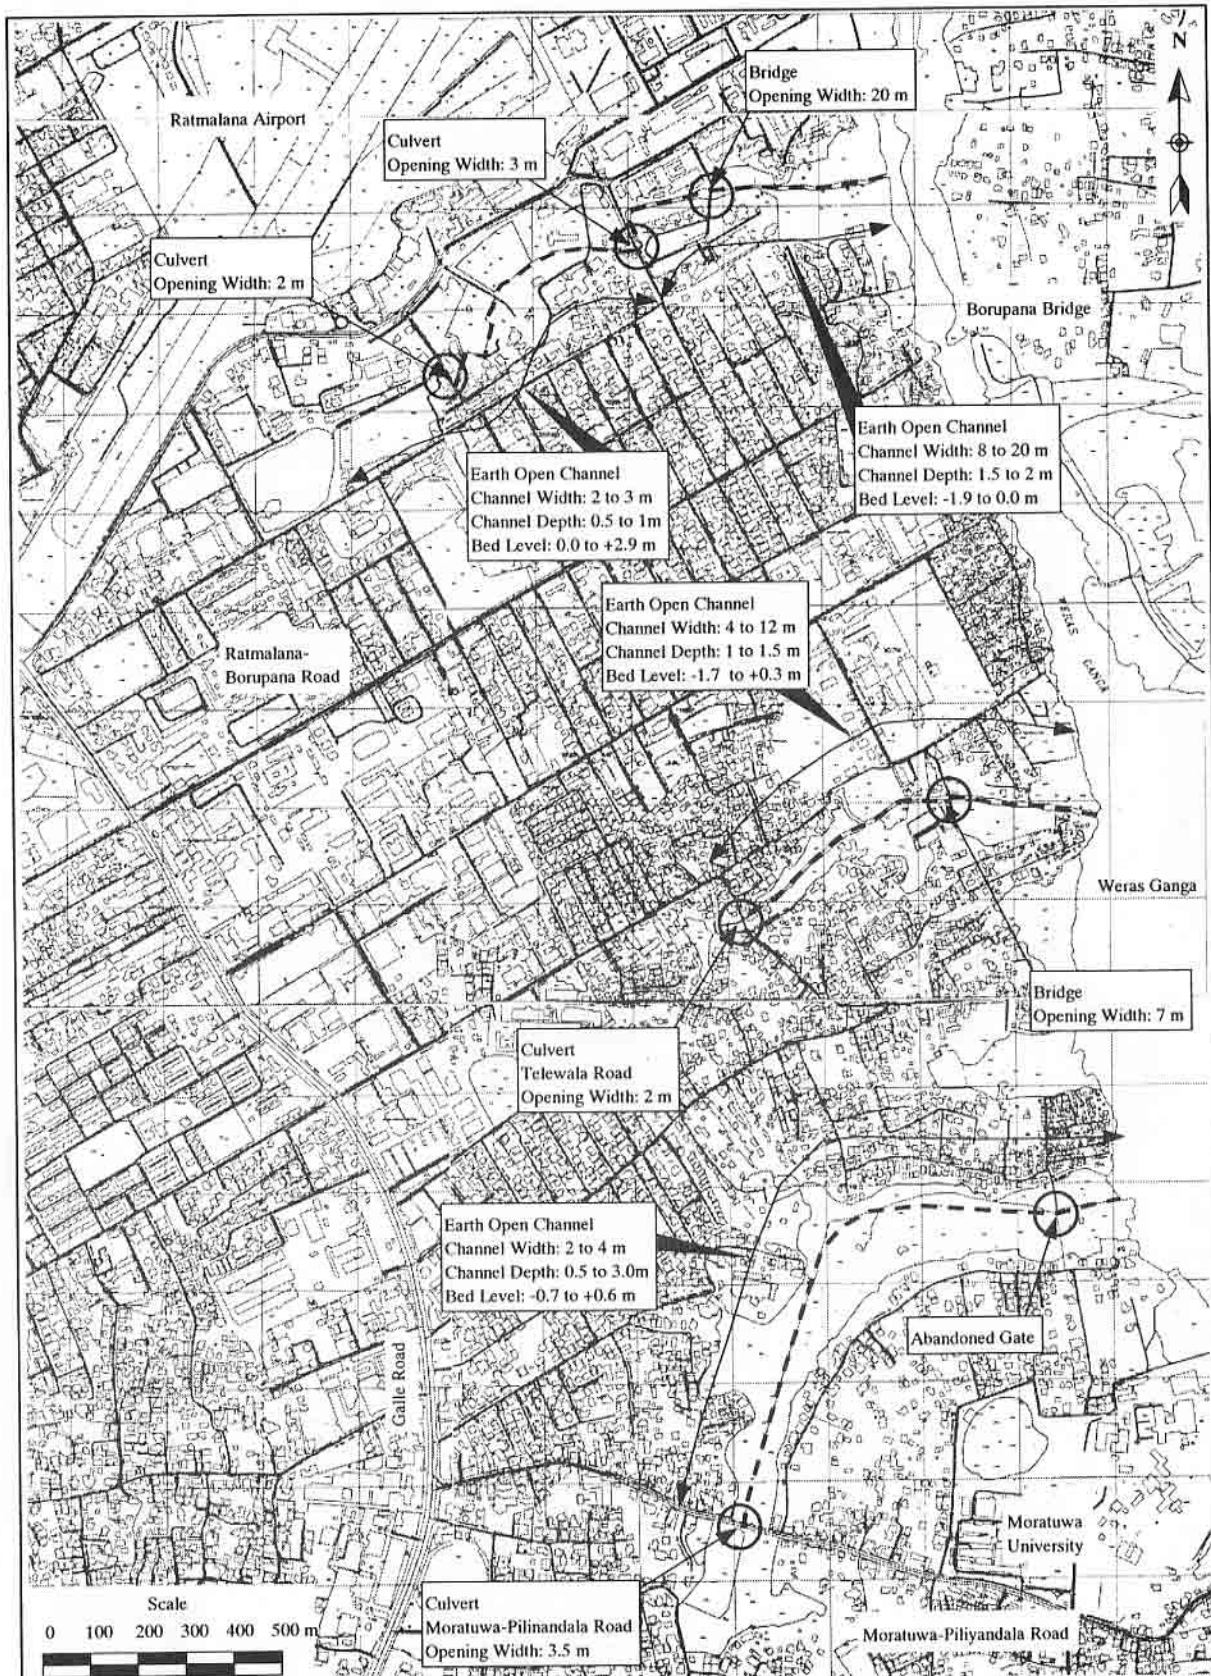 N
Bridge
Opening Width: 20 m
Ratmalana Airport
Culvert
Opening Width: 3 m
Culvert
Opening Width: 2 m
Borupana Bridge
Earth Open Channel
Channel Width: 8 to 20 m
Channel Depth: 1.5 to 2 m
Bed Level: -1.9 to 0.0 m
Earth Open Channel
Channel Width: 2 to 3 m
Channel Depth: 0.5 to 1m
Bed Level: 0.0 to +2.9 m
Earth Open Channel
Channel Width: 4 to 12 m
Channel Depth: 1 to 1.5 m
Bed Level: -1.7 to +0.3 m
WERAS
GANGA
Ratmalana-
Borupana Road
Weras Ganga
Bridge
Opening Width: 7 m
Culvert
Telewala Road
Opening Width: 2 m
Earth Open Channel
Channel Width: 2 to 4 m
Channel Depth: 0.5 to 3.0m
Bed Level: -0.7 to +0.6 m
Abandoned Gate
Galle Road
Moratuwa
University
Culvert
Moratuwa-Pilinandala Road
Opening Width: 3.5 m
Moratuwa-Piliyandala Road
Scale
0 100 200 300 400 500 m